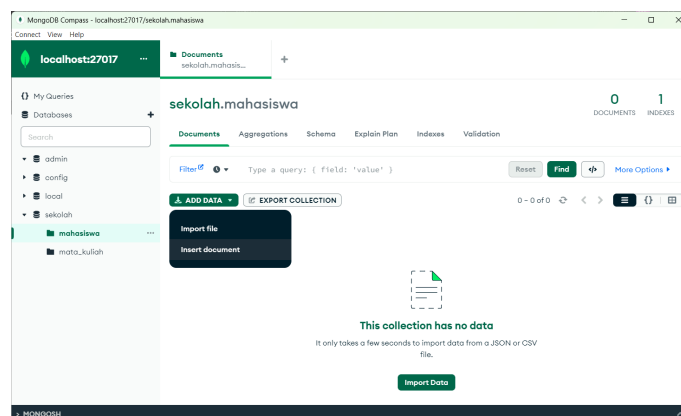 MongoDB Compass - localhost:27017/sekolah.mahasiswa
Connect View Help
localhost:27017 ...
Documents
sekolah.mahasis...
+
{} My Queries
Databases +
Search
admin
config
local
sekolah
mahasiswa ...
mata_kuliah
sekolah.mahasiswa
0
DOCUMENTS
1
INDEXES
Documents Aggregations Schema Explain Plan Indexes Validation
Filter Type a query: { field: 'value' } Reset Find </> More Options
ADD DATA EXPORT COLLECTION 0 – 0 of 0 {}
Import file
Insert document
This collection has no data
It only takes a few seconds to import data from a JSON or CSV
file.
Import Data
> MONGOSH